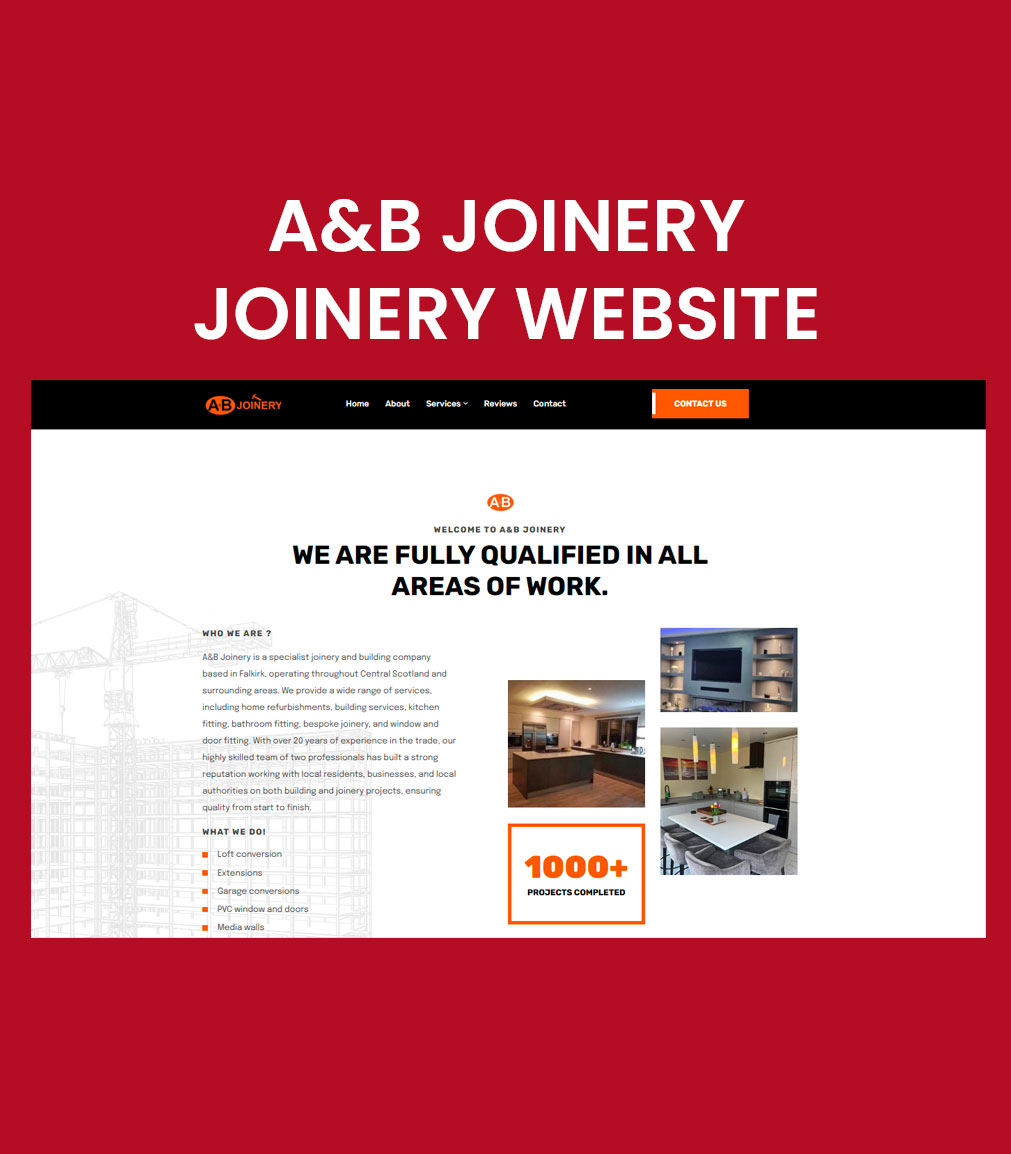 A&B JOINERY
JOINERY WEBSITE
AB JOINERY
Home About Services Reviews Contact
CONTACT US
AB
WELCOME TO A&B JOINERY
WE ARE FULLY QUALIFIED IN ALL
AREAS OF WORK.
WHO WE ARE ?
A&B Joinery is a specialist joinery and building company
based in Falkirk, operating throughout Central Scotland and
surrounding areas. We provide a wide range of services,
including home refurbishments, building services, kitchen
fitting, bathroom fitting, bespoke joinery, and window and
door fitting. With over 20 years of experience in the trade, our
highly skilled team of two professionals has built a strong
reputation working with local residents, businesses, and local
authorities on both building and joinery projects, ensuring
quality from start to finish.
WHAT WE DO!
Loft conversion
Extensions
Garage conversions
PVC window and doors
Media walls
1000+
PROJECTS COMPLETED